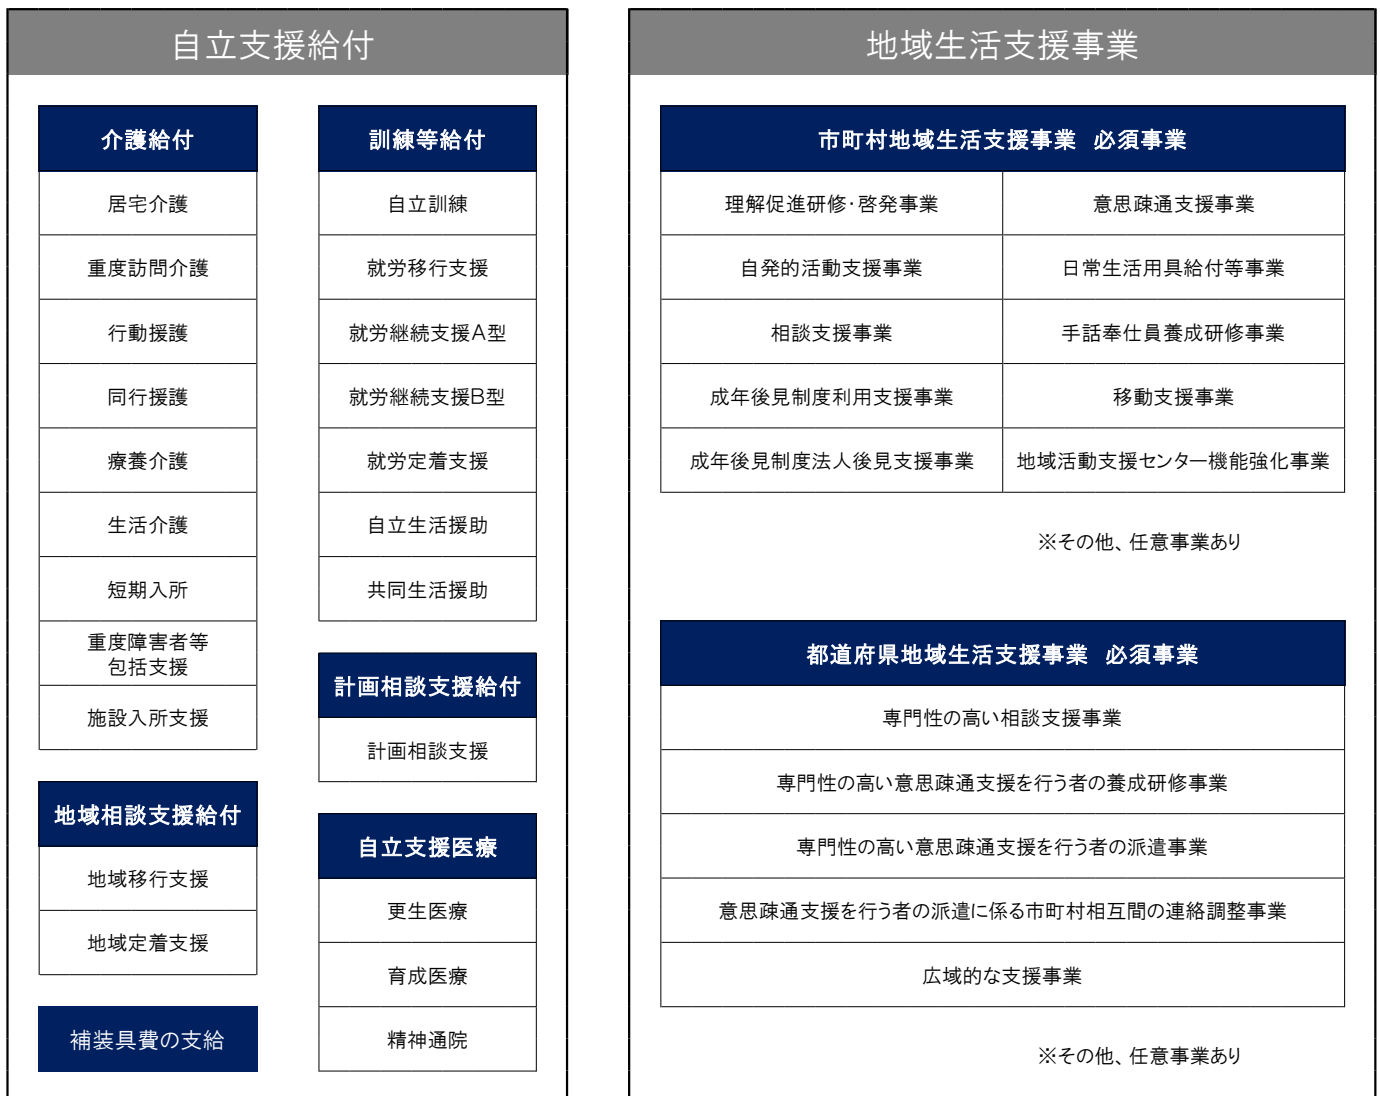 自立支援給付
介護給付
居宅介護
重度訪問介護
行動援護
同行援護
療養介護
生活介護
短期入所
重度障害者等
包括支援
施設入所支援
地域相談支援給付
地域移行支援
地域定着支援
補装具費の支給
訓練等給付
自立訓練
就労移行支援
就労継続支援A型
就労継続支援B型
就労定着支援
自立生活援助
共同生活援助
計画相談支援給付
計画相談支援
自立支援医療
更生医療
育成医療
精神通院
地域生活支援事業
市町村地域生活支援事業　必須事業
理解促進研修・啓発事業
意思疎通支援事業
自発的活動支援事業
日常生活用具給付等事業
相談支援事業
手話奉仕員養成研修事業
成年後見制度利用支援事業
移動支援事業
成年後見制度法人後見支援事業
地域活動支援センター機能強化事業
※その他、任意事業あり
都道府県地域生活支援事業　必須事業
専門性の高い相談支援事業
専門性の高い意思疎通支援を行う者の養成研修事業
専門性の高い意思疎通支援を行う者の派遣事業
意思疎通支援を行う者の派遣に係る市町村相互間の連絡調整事業
広域的な支援事業
※その他、任意事業あり